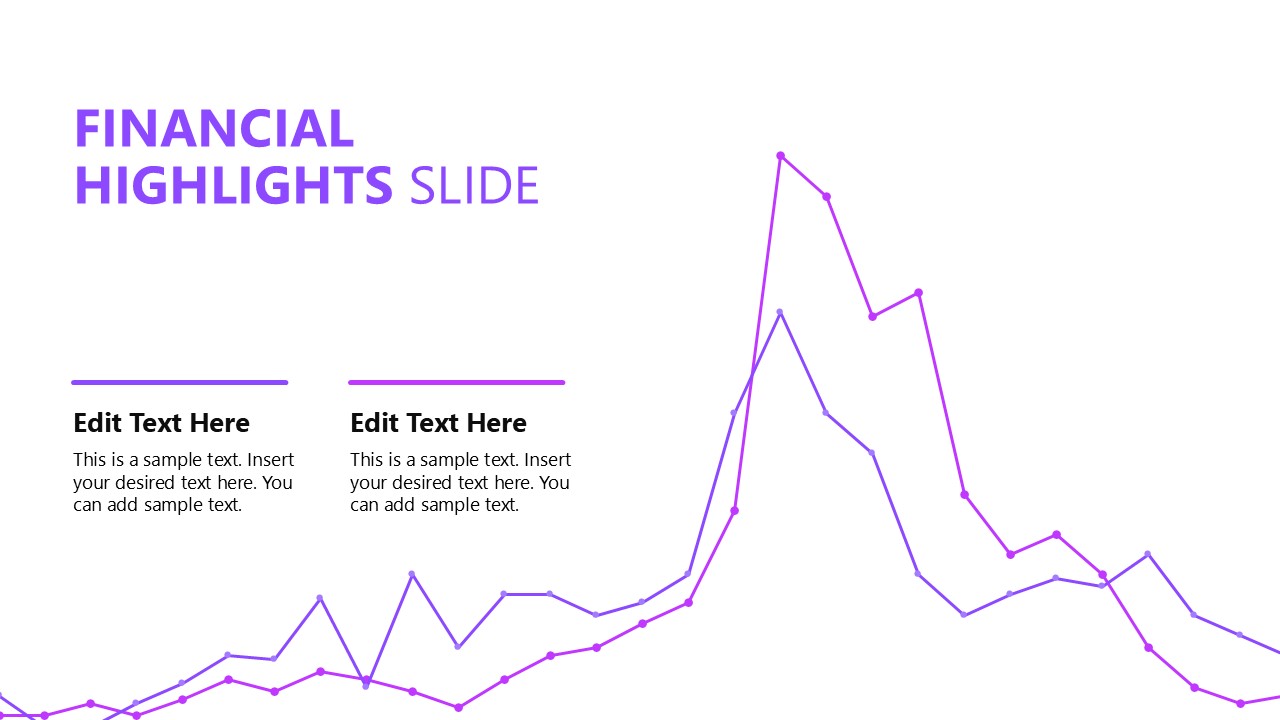 FINANCIAL
HIGHLIGHTS SLIDE
Edit Text Here
This is a sample text. Insert
your desired text here. You
can add sample text.
Edit Text Here
This is a sample text. Insert
your desired text here. You
can add sample text.